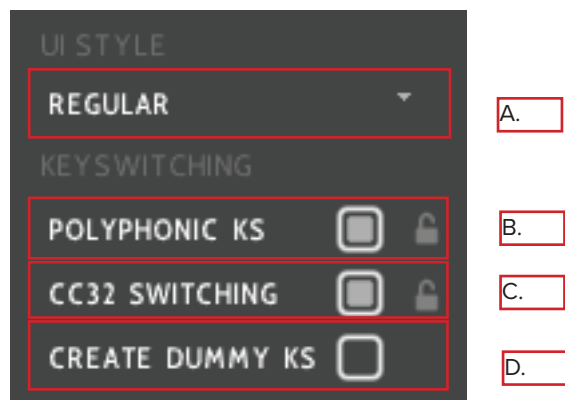 UI STYLE
REGULAR
A.
KEYSWITCHING
POLYPHONIC KS
B.
CC32 SWITCHING
C.
CREATE DUMMY KS
D.